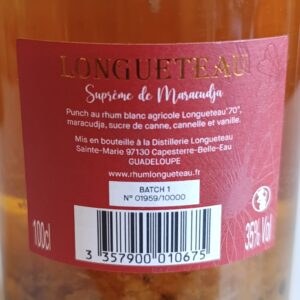 LONGUETEAU
Suprême de Maracudja
Punch au rhum blanc agricole Longueteau"70°",
maracudja, sucre de canne, cannelle et vanille.
Mis en bouteille à la Distillerie Longueteau
Sainte-Marie 97130 Capesterre-Belle-Eau
GUADELOUPE
www.rhumlongueteau.fr
BATCH 1
N° 01959/10000
100cl
35% Vol
3 357900 010675